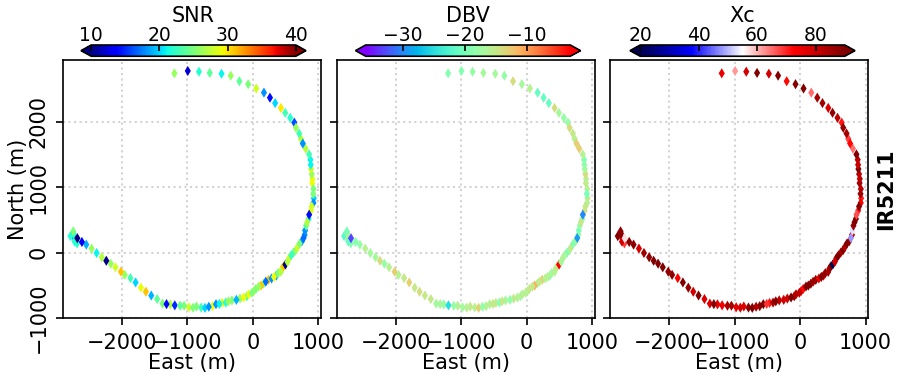 SNR DBV Xc
10 20 30 40 −30 −20 −10 20 40 60 80
2000
1000
0
−1000
North (m)
IR5211
−2000 −1000 0 1000 −2000 −1000 0 1000 −2000 −1000 0 1000
East (m) East (m) East (m)